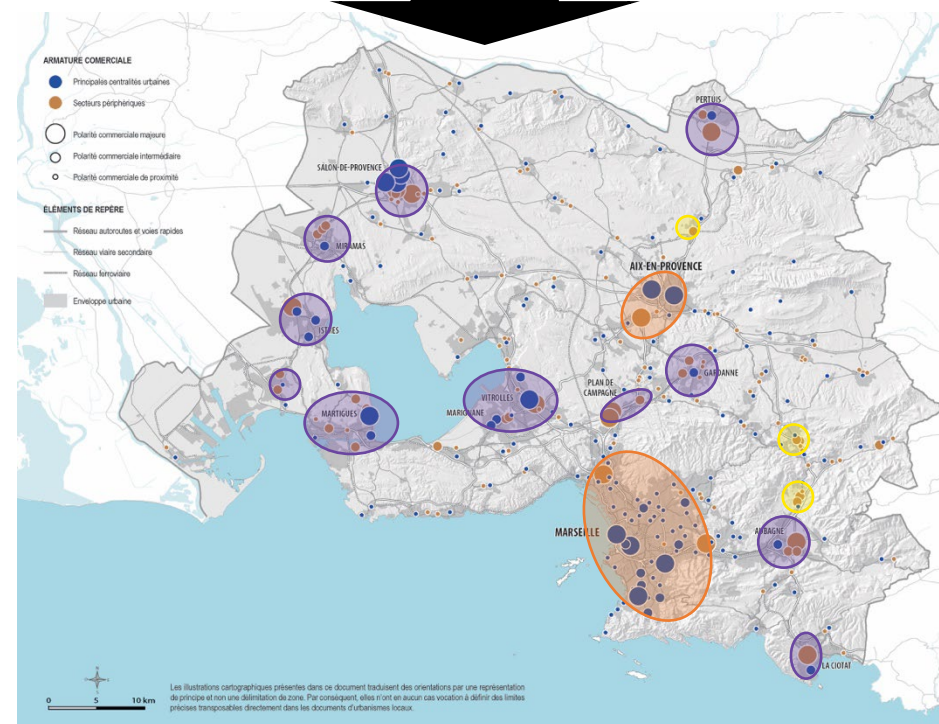 ARMATURE COMERCIALE
Principales centralités urbaines
Secteurs périphériques
Polarité commerciale majeure
Polarité commerciale intermédiaire
Polarité commerciale de proximité
ÉLÉMENTS DE REPÈRE
Réseau autoroutes et voies rapides
Réseau viaire secondaire
Réseau ferroviaire
Enveloppe urbaine
PERTUIS
SALON-DE-PROVENCE
MIRAMAS
AIX-EN-PROVENCE
ISTRES
GARDANNE
PLAN DE
CAMPAGNE
VITROLLES
MARIGNANE
MARTIGUES
MARSEILLE
AUBAGNE
LA CIOTAT
0 5 10 km
Les illustrations cartographiques présentes dans ce document traduisent des orientations par une représentation
de principe et non une délimitation de zone. Par conséquent, elles n'ont en aucun cas vocation à définir des limites
précises transposables directement dans les documents d'urbanismes locaux.